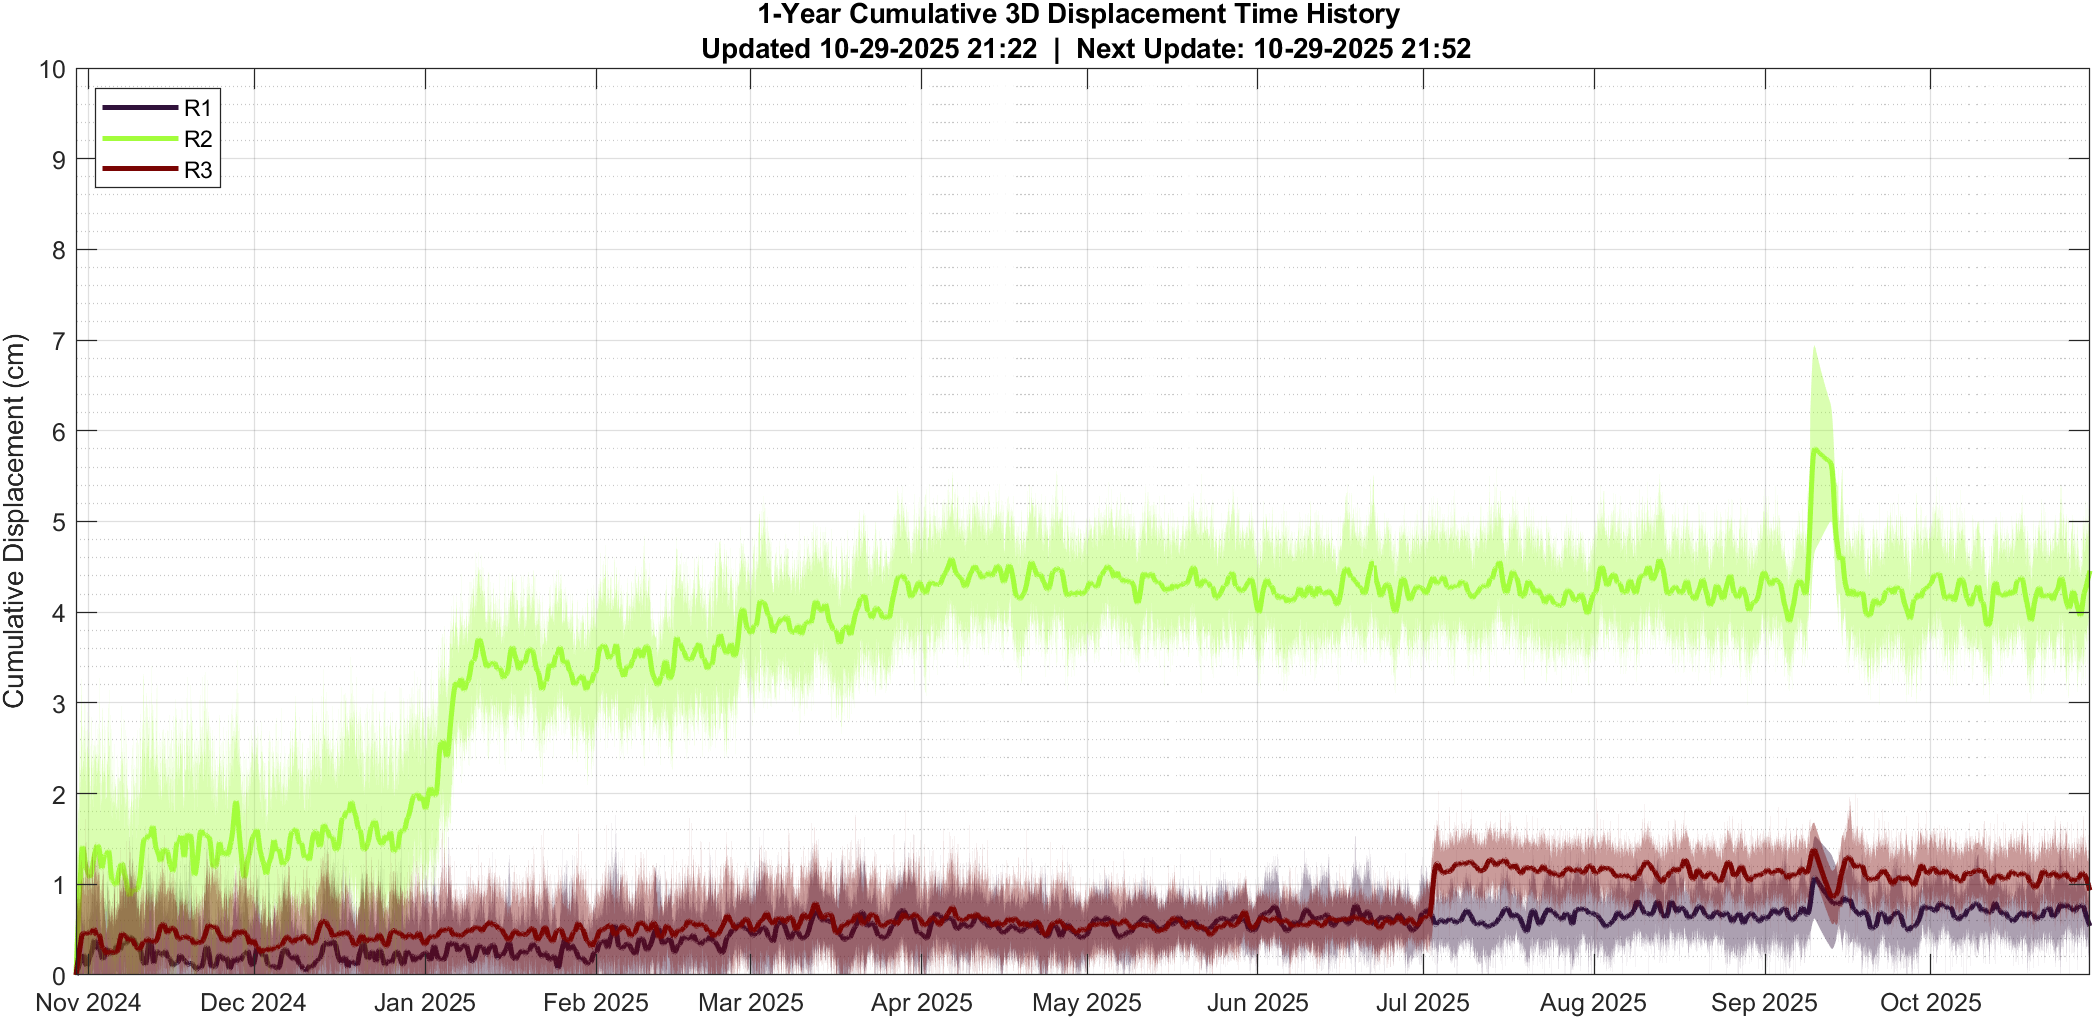 1-Year Cumulative 3D Displacement Time History
Updated 10-29-2025 21:22 | Next Update: 10-29-2025 21:52
R1
R2
R3
Cumulative Displacement (cm)
10
9
8
7
6
5
4
3
2
1
0
Nov 2024 Dec 2024 Jan 2025 Feb 2025 Mar 2025 Apr 2025 May 2025 Jun 2025 Jul 2025 Aug 2025 Sep 2025 Oct 2025